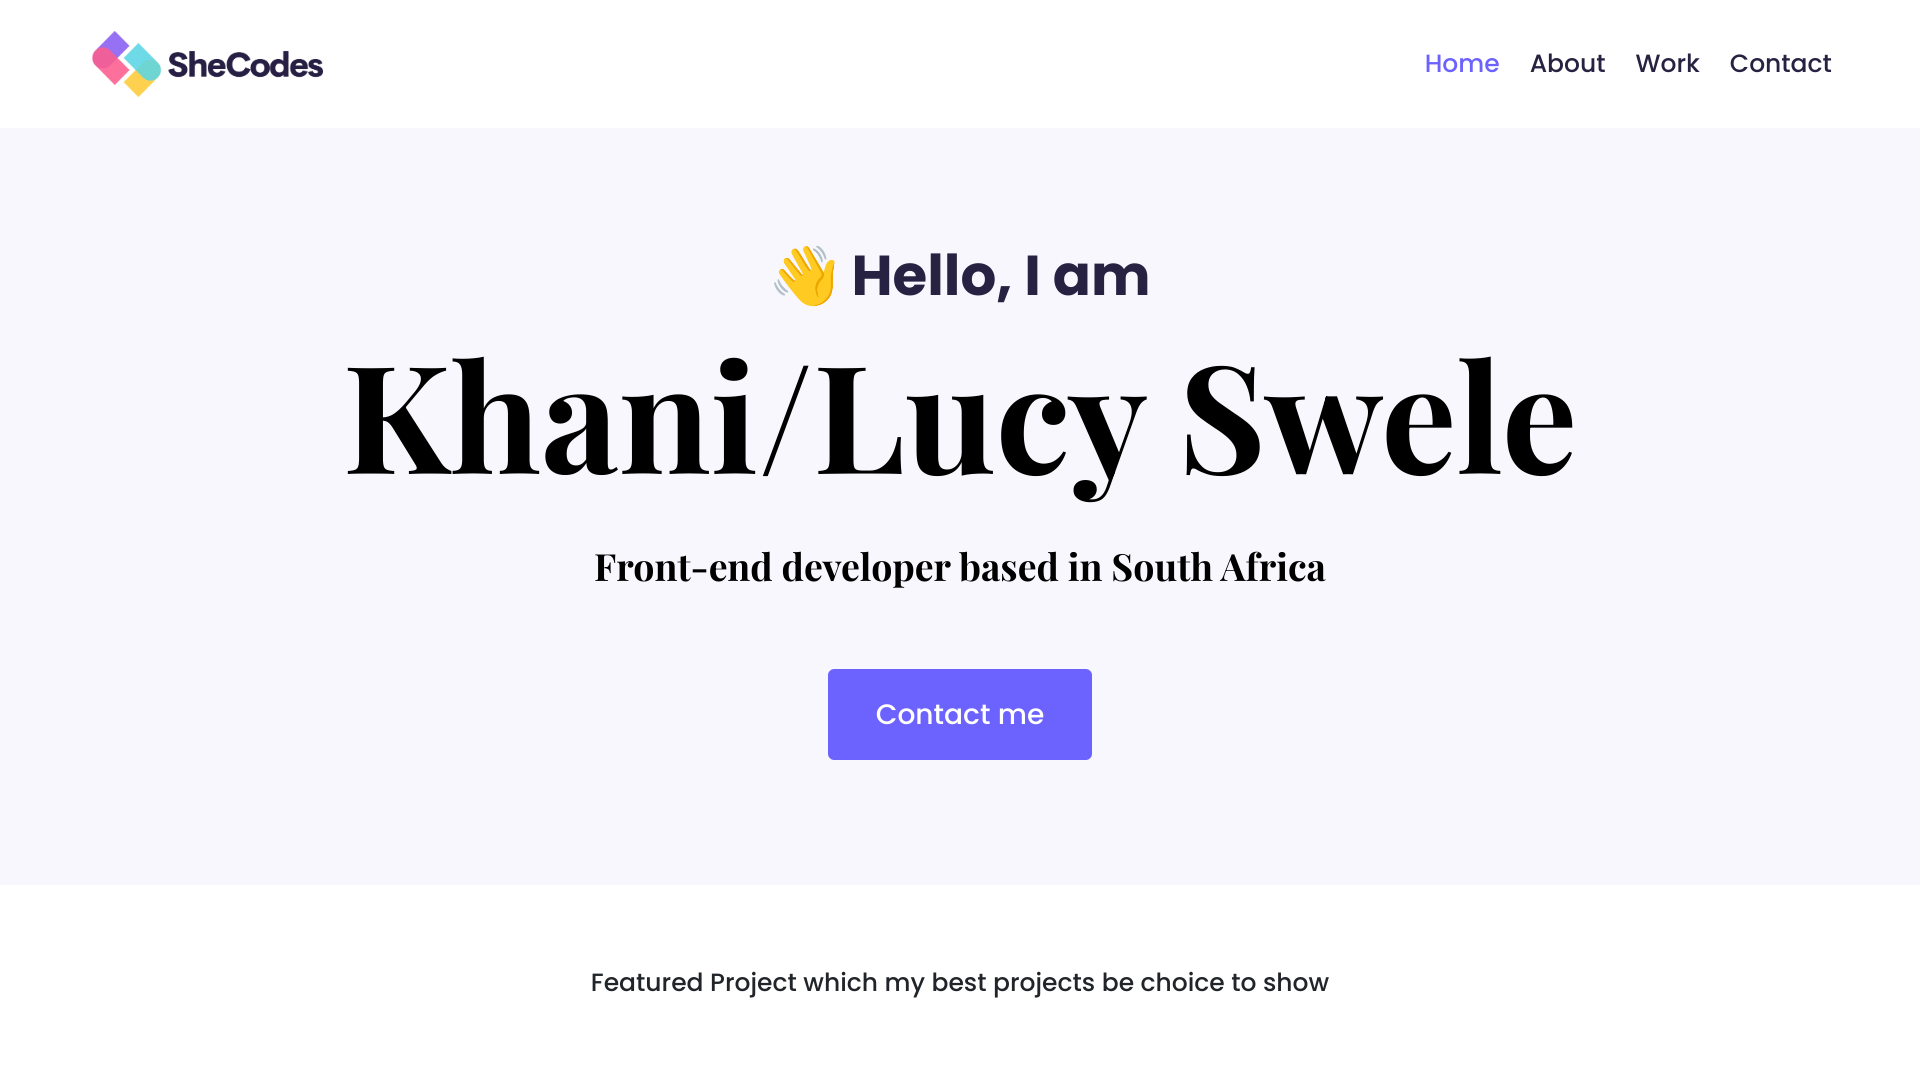 SheCodes
Home About Work Contact
👋 Hello, I am
Khani/Lucy Swele
Front-end developer based in South Africa
Contact me
Featured Project which my best projects be choice to show